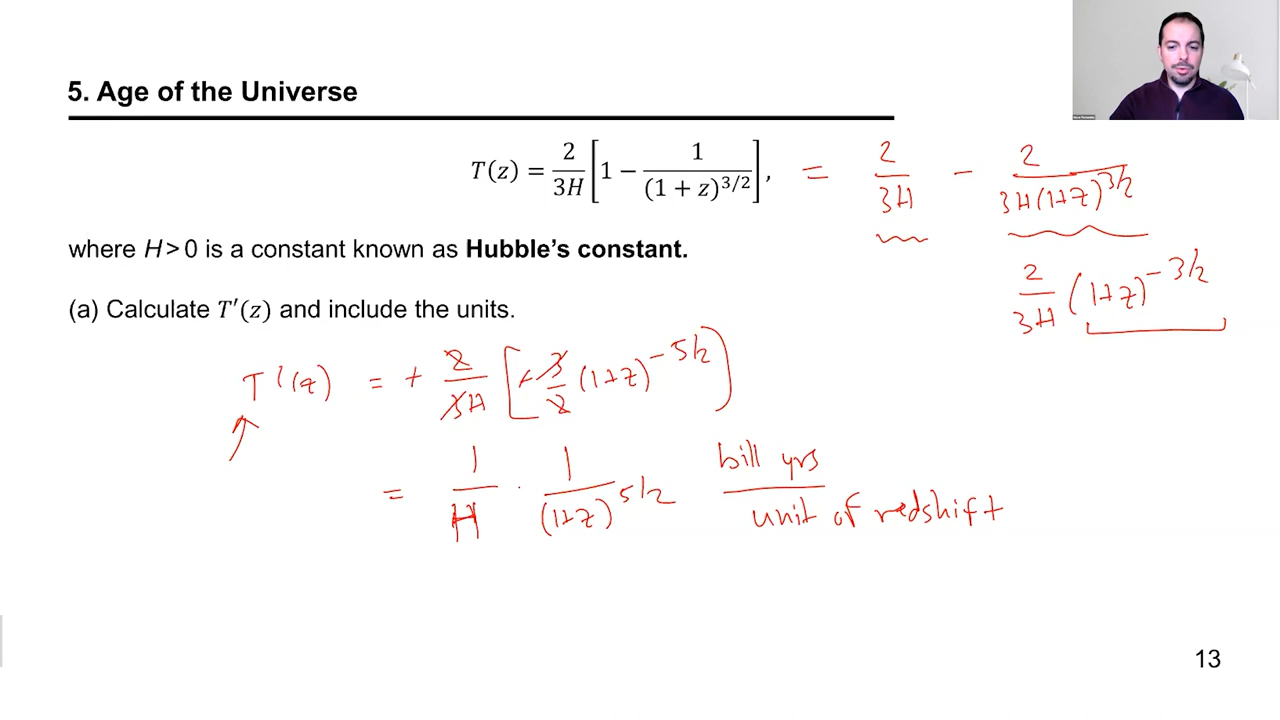 5. Age of the Universe
T(z) = 2/3H [1 − 1/(1 + z)^3/2], = 2/3H − 2/3H(1+z)^3/2
where H > 0 is a constant known as Hubble’s constant.
2/3H (1+z)^−3/2
(a) Calculate T′(z) and include the units.
T'(z) = + 2/3H [+ 3/2 (1+z)^−5/2]
= 1/H · 1/(1+z)^5/2 bill yrs / unit of redshift
13